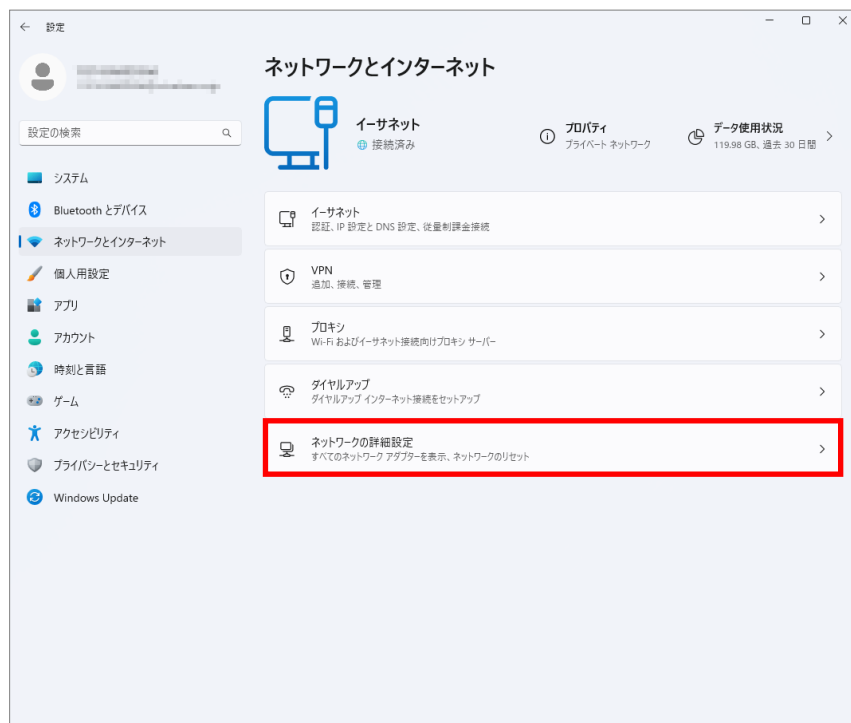 設定
ネットワークとインターネット
イーサネット
接続済み
プロパティ
プライベート ネットワーク
データ使用状況
119.98 GB、過去 30 日間
設定の検索
システム
Bluetooth とデバイス
ネットワークとインターネット
個人用設定
アプリ
アカウント
時刻と言語
ゲーム
アクセシビリティ
プライバシーとセキュリティ
Windows Update
イーサネット
認証、IP 設定と DNS 設定、従量制課金接続
VPN
追加、接続、管理
プロキシ
Wi-Fi およびイーサネット接続向けプロキシ サーバー
ダイヤルアップ
ダイヤルアップ インターネット接続をセットアップ
ネットワークの詳細設定
すべてのネットワーク アダプターを表示、ネットワークのリセット